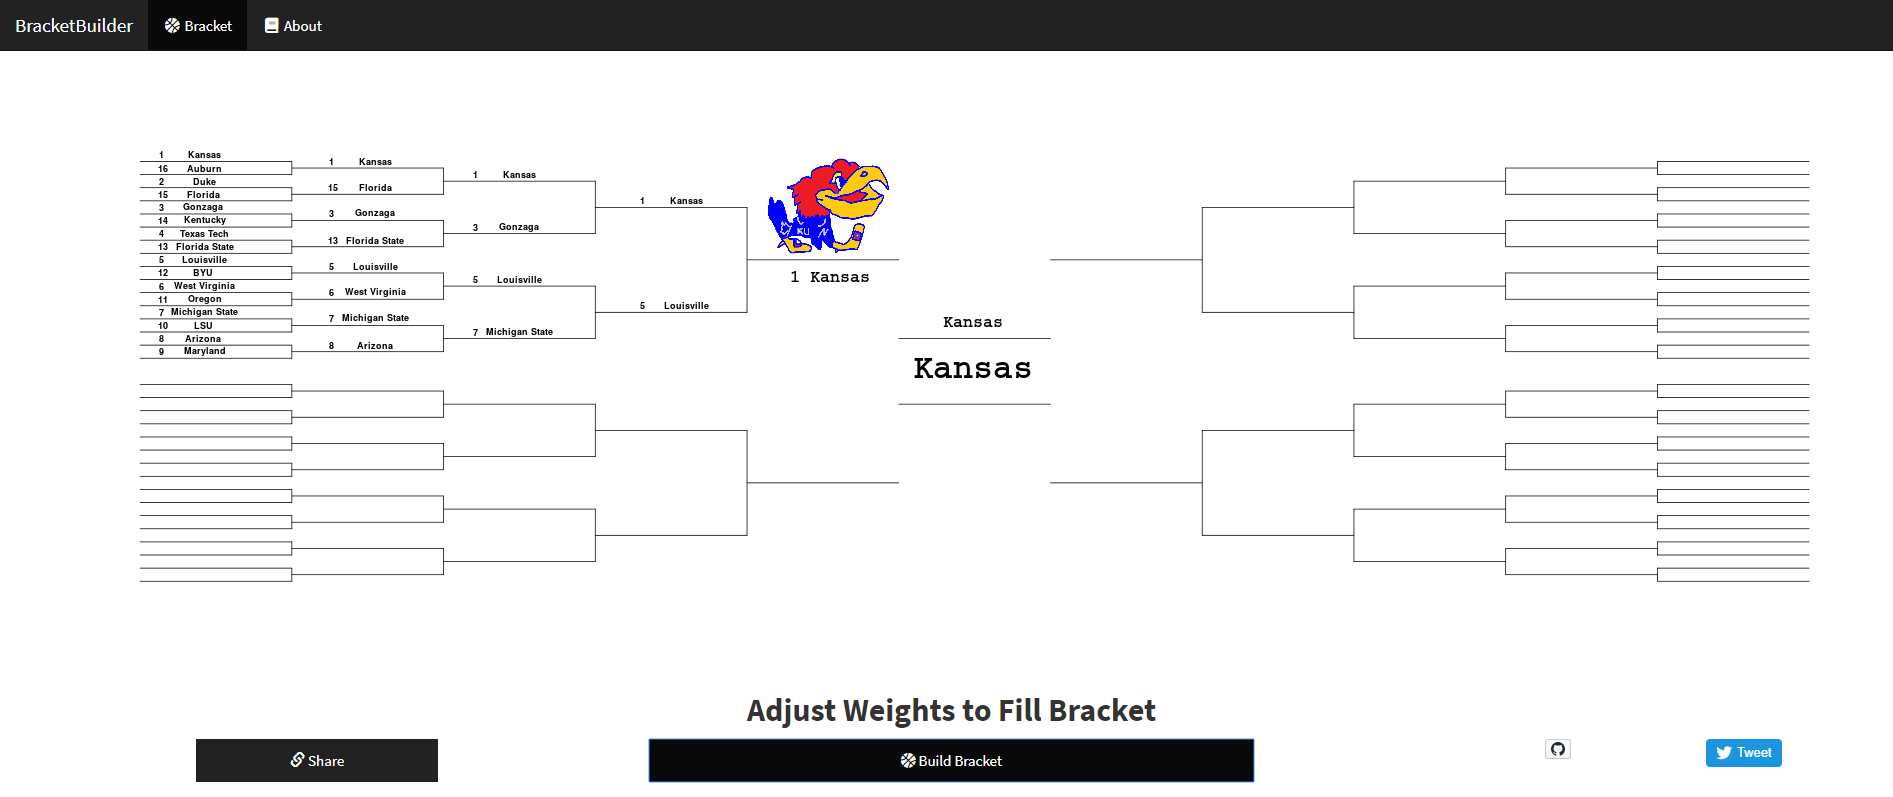 BracketBuilder Bracket About
1 Kansas
16 Auburn
2 Duke
15 Florida
3 Gonzaga
14 Kentucky
4 Texas Tech
13 Florida State
5 Louisville
12 BYU
6 West Virginia
11 Oregon
7 Michigan State
10 LSU
8 Arizona
9 Maryland
1 Kansas
15 Florida
3 Gonzaga
13 Florida State
5 Louisville
6 West Virginia
7 Michigan State
8 Arizona
1 Kansas
3 Gonzaga
5 Louisville
7 Michigan State
1 Kansas
5 Louisville
KU
1 Kansas
Kansas
Kansas
Adjust Weights to Fill Bracket
Share
Build Bracket
Tweet